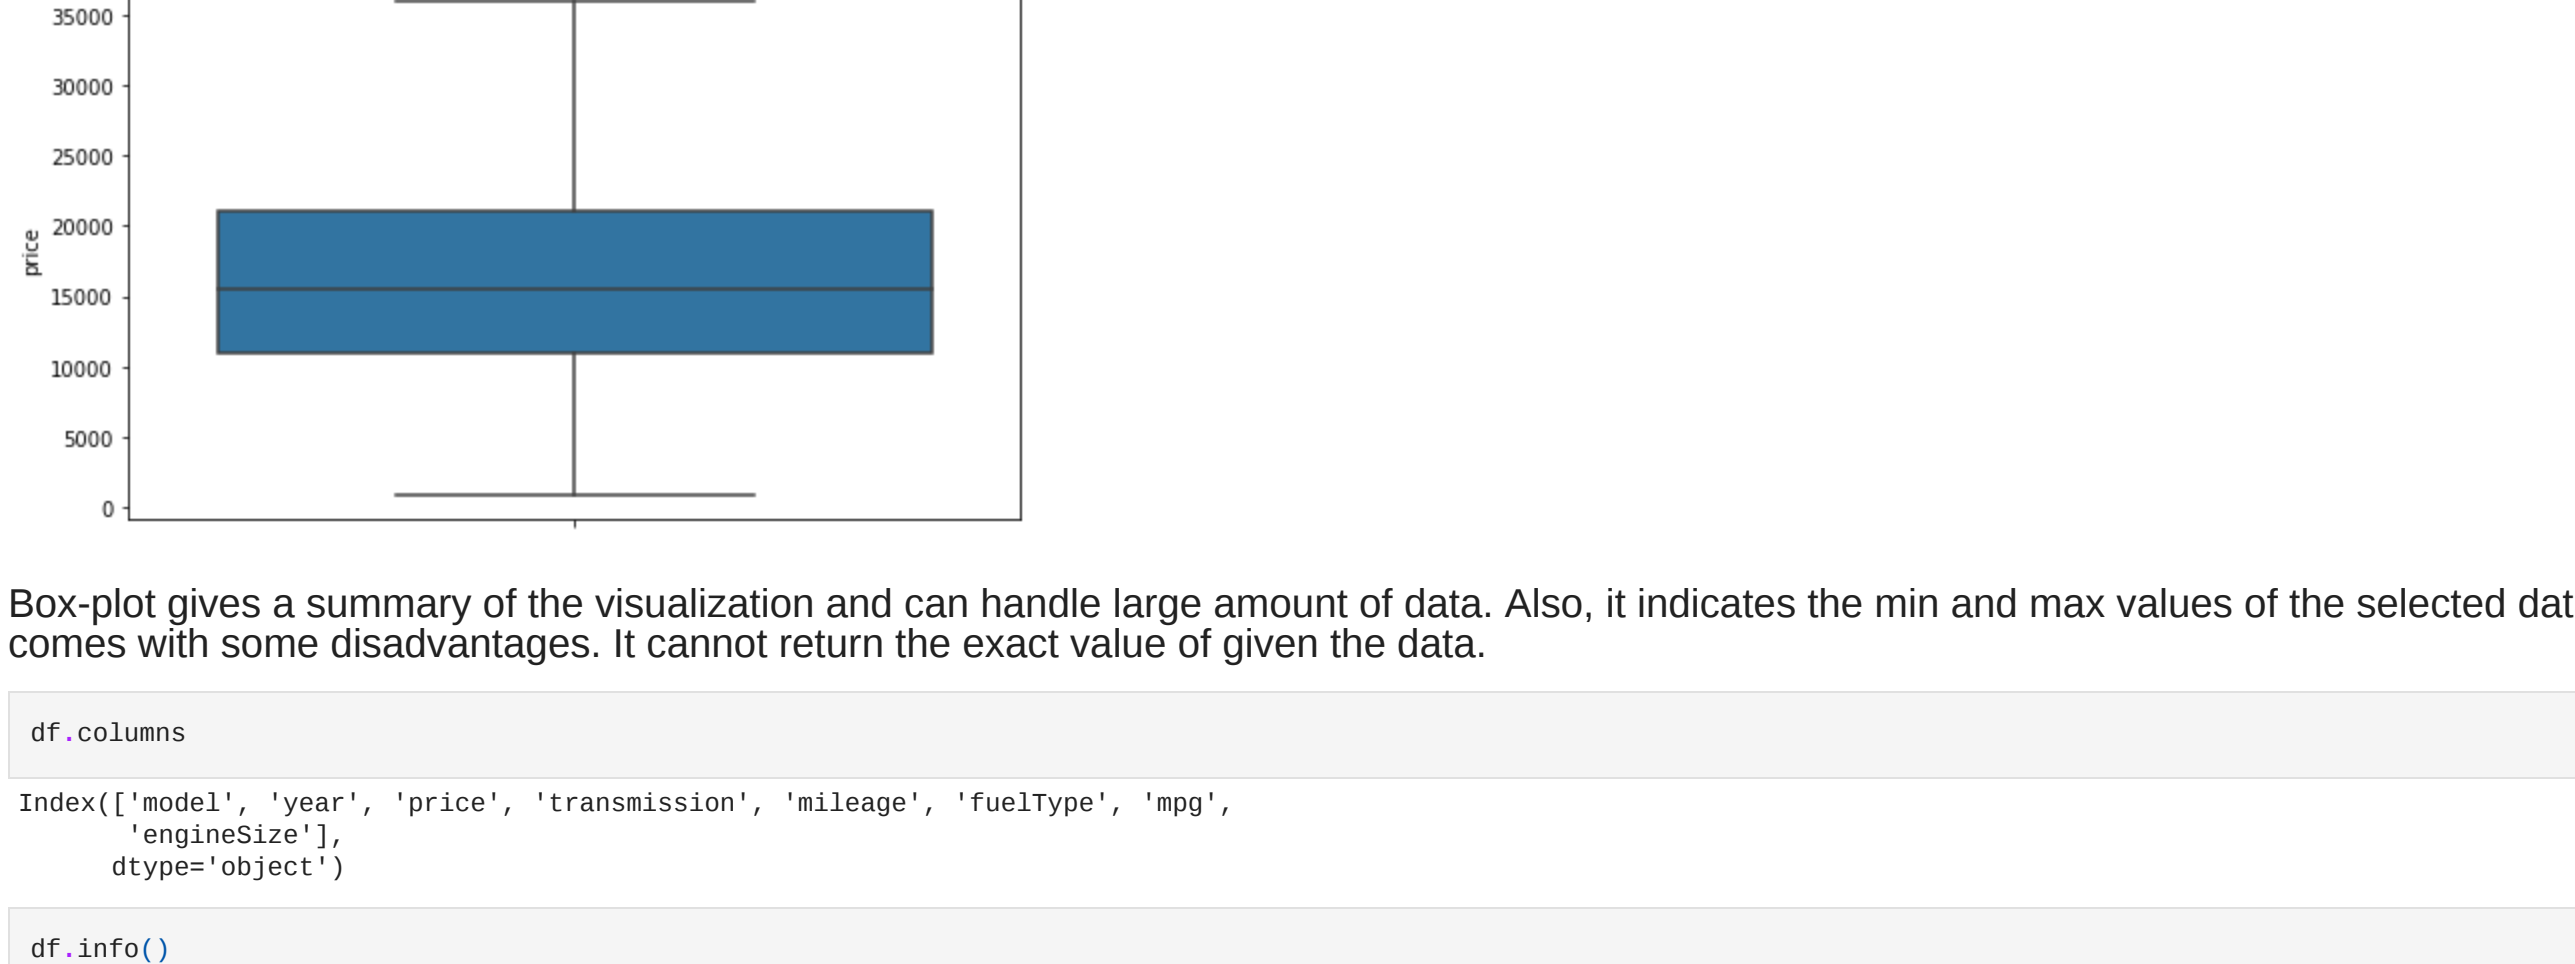 35000
30000
25000
20000
15000
10000
5000
0
price
Box-plot gives a summary of the visualization and can handle large amount of data. Also, it indicates the min and max values of the selected dat
comes with some disadvantages. It cannot return the exact value of given the data.
df.columns
Index(['model', 'year', 'price', 'transmission', 'mileage', 'fuelType', 'mpg',
'engineSize'],
dtype='object')
df.info()